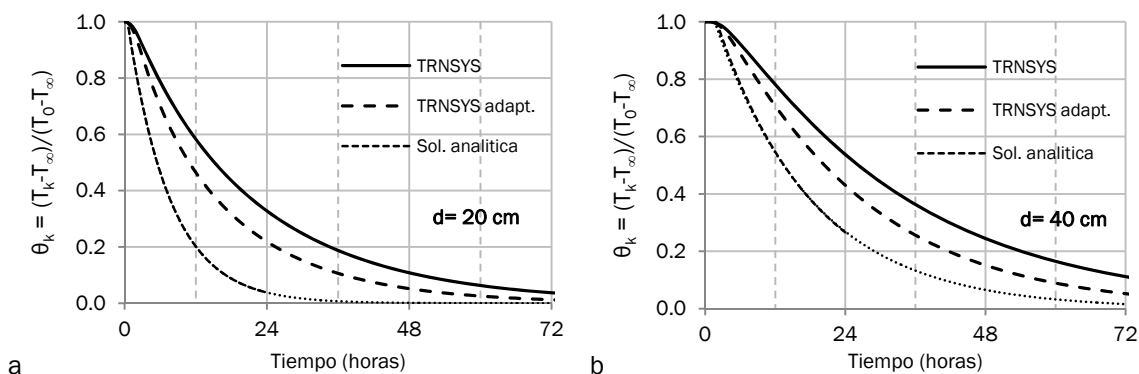 1.0
0.8
0.6
0.4
0.2
0.0
θk = (Tk-T∞)/(T0-T∞)
TRNSYS
TRNSYS adapt.
Sol. analitica
d= 20 cm
0 24 48 72
Tiempo (horas)
a
1.0
0.8
0.6
0.4
0.2
0.0
θk = (Tk-T∞)/(T0-T∞)
TRNSYS
TRNSYS adapt.
Sol. analitica
d= 40 cm
0 24 48 72
Tiempo (horas)
b